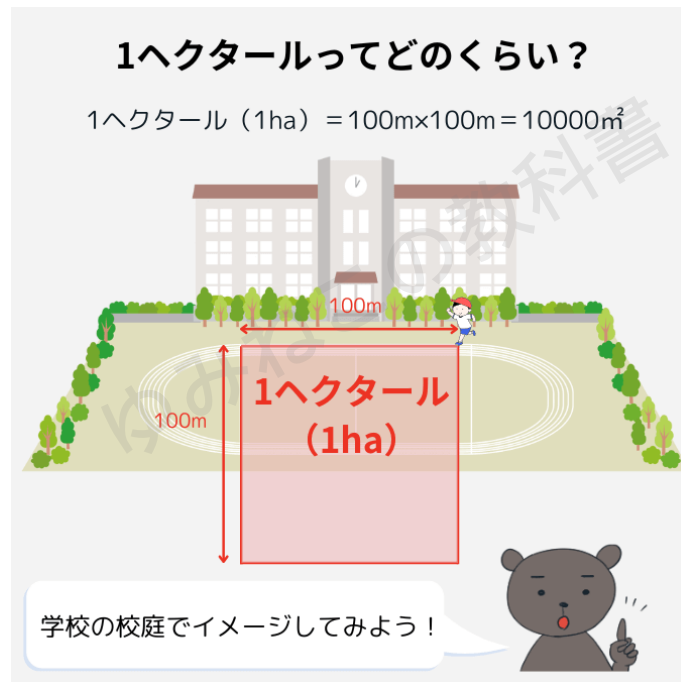 1ヘクタールってどのくらい？
1ヘクタール（1ha）＝100m×100m＝10000㎡
ゆみねこの教科書
100m
100m
1ヘクタール
（1ha）
学校の校庭でイメージしてみよう！